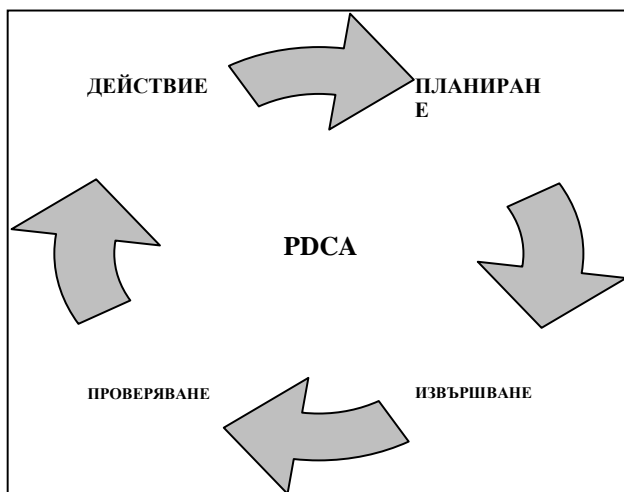 ДЕЙСТВИЕ
ПЛАНИРАН
Е
PDCA
ПРОВЕРЯВАНЕ
ИЗВЪРШВАНЕ